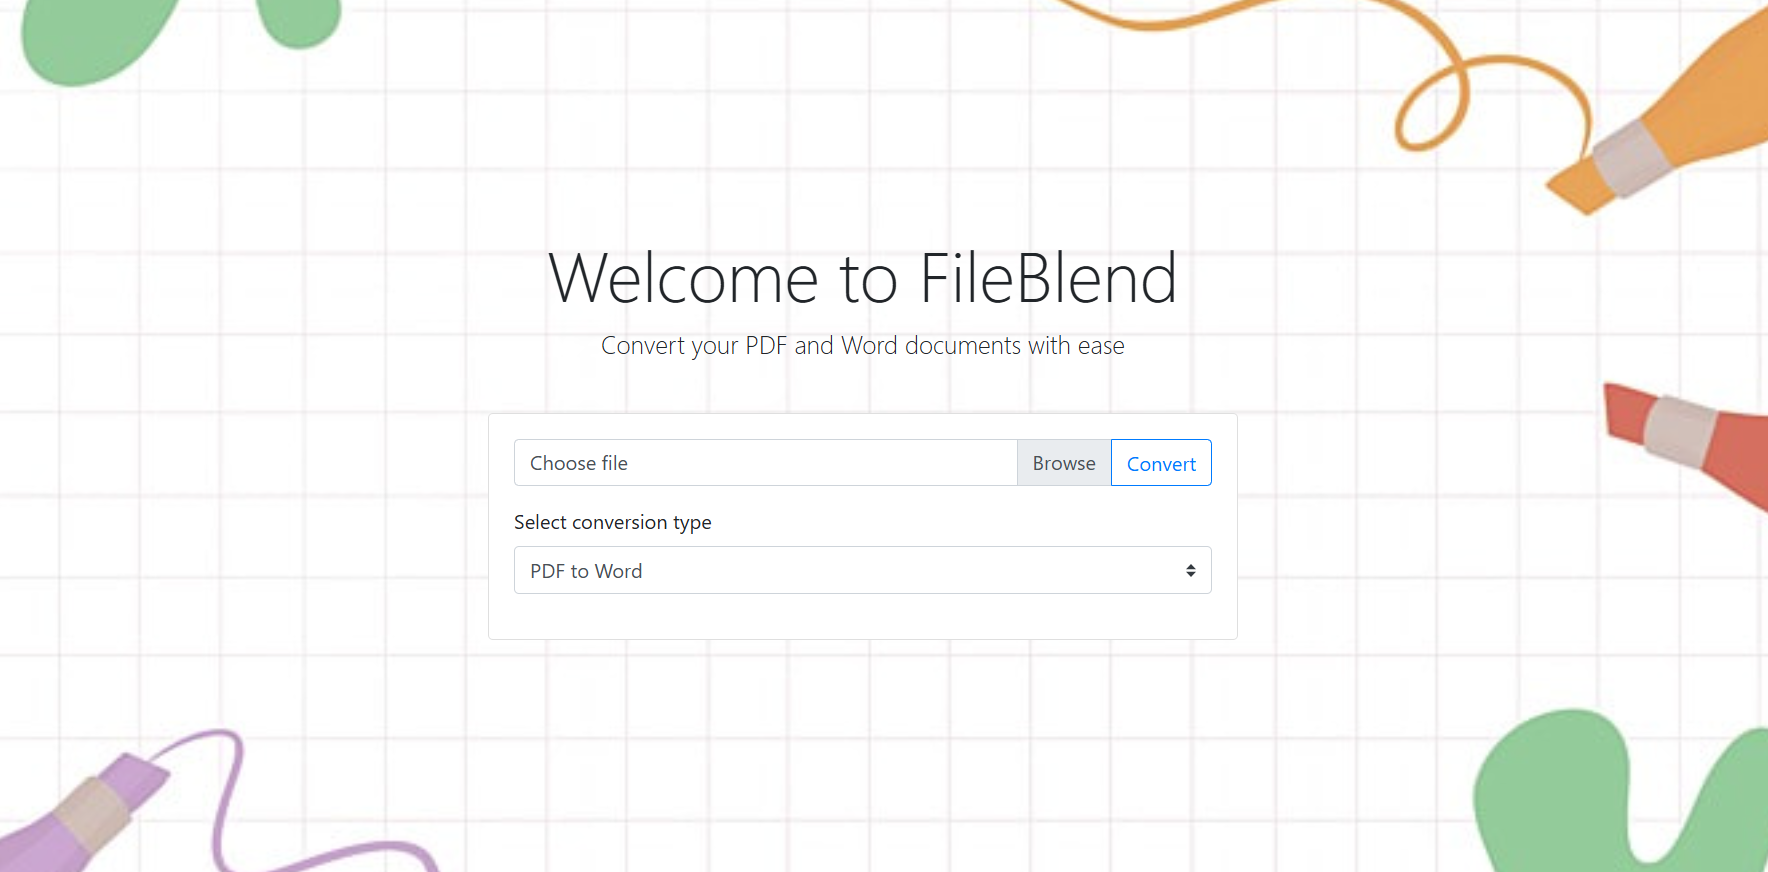 Welcome to FileBlend
Convert your PDF and Word documents with ease
Choose file Browse Convert
Select conversion type
PDF to Word